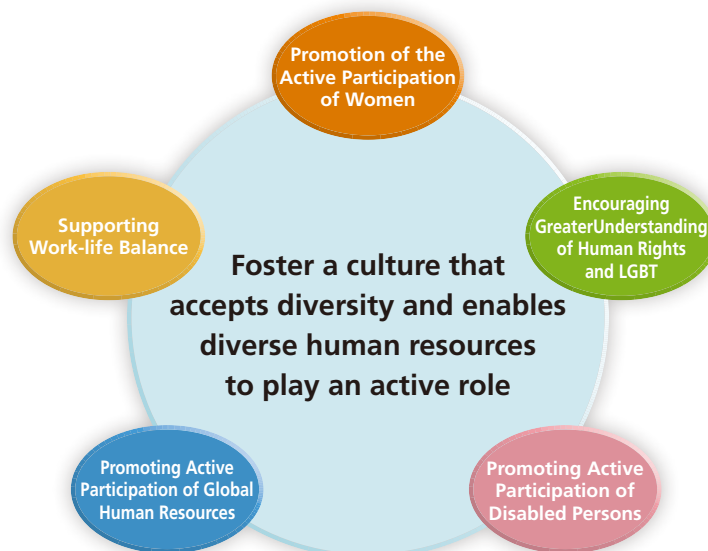 Promotion of the
Active Participation
of Women
Supporting
Work-life Balance
Encouraging
GreaterUnderstanding
of Human Rights
and LGBT
Foster a culture that
accepts diversity and enables
diverse human resources
to play an active role
Promoting Active
Participation of Global
Human Resources
Promoting Active
Participation of
Disabled Persons